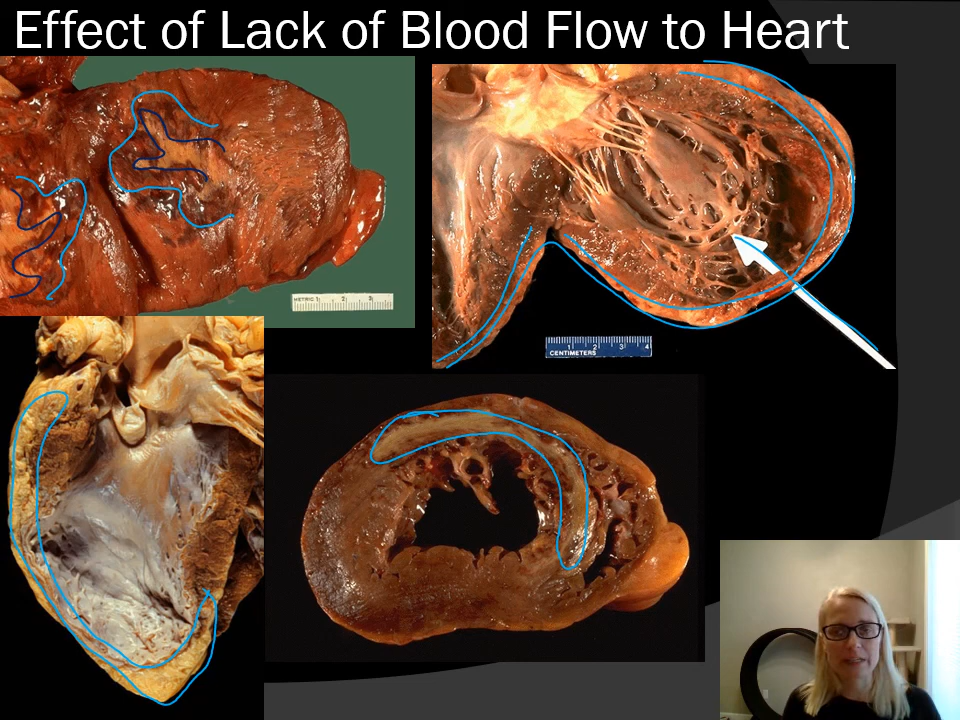 Effect of Lack of Blood Flow to Heart
METRIC 1 2 3
1 2 3 4
CENTIMETERS